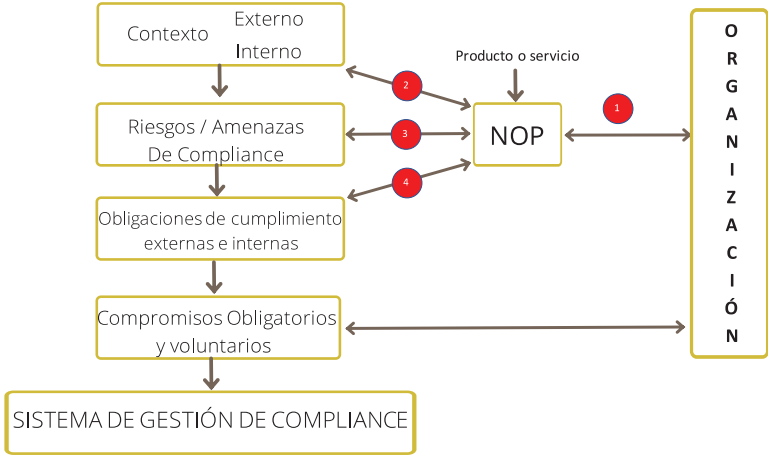 Contexto
Externo
Interno
Producto o servicio
2
1
Riesgos / Amenazas
De Compliance
3
NOP
4
Obligaciones de cumplimiento
externas e internas
Compromisos Obligatorios
y voluntarios
SISTEMA DE GESTIÓN DE COMPLIANCE
O
R
G
A
N
I
Z
A
C
I
Ó
N